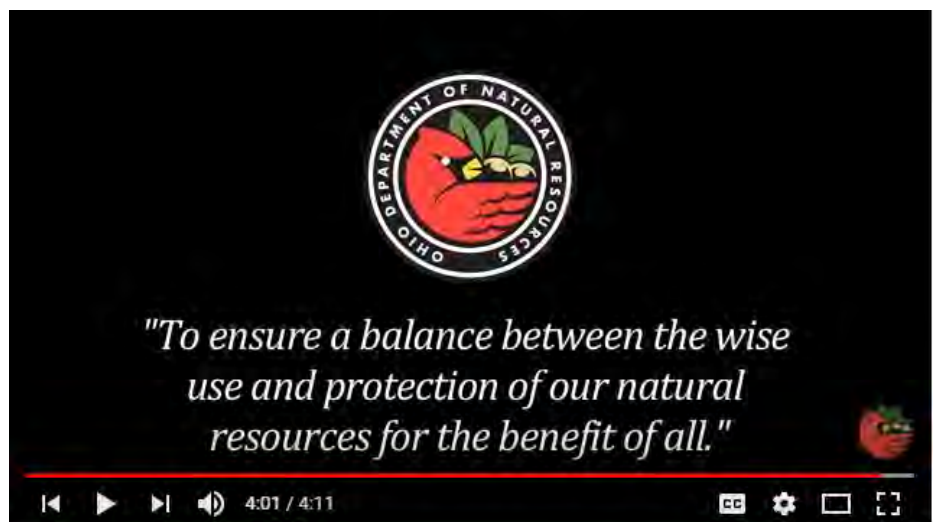 OHIO DEPARTMENT OF NATURAL RESOURCES
"To ensure a balance between the wise
use and protection of our natural
resources for the benefit of all."
4:01 / 4:11
CC